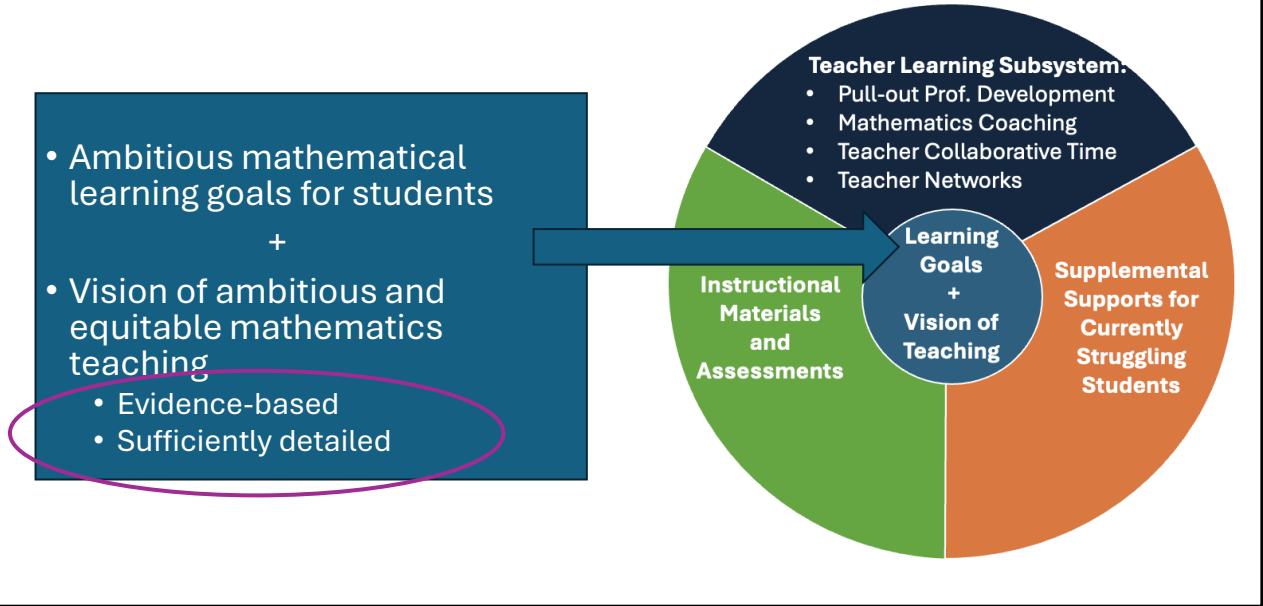 • Ambitious mathematical
learning goals for students
+
• Vision of ambitious and
equitable mathematics
teaching
• Evidence-based
• Sufficiently detailed
Teacher Learning Subsystem:
• Pull-out Prof. Development
• Mathematics Coaching
• Teacher Collaborative Time
• Teacher Networks
Learning
Goals
+
Vision of
Teaching
Instructional
Materials
and
Assessments
Supplemental
Supports for
Currently
Struggling
Students